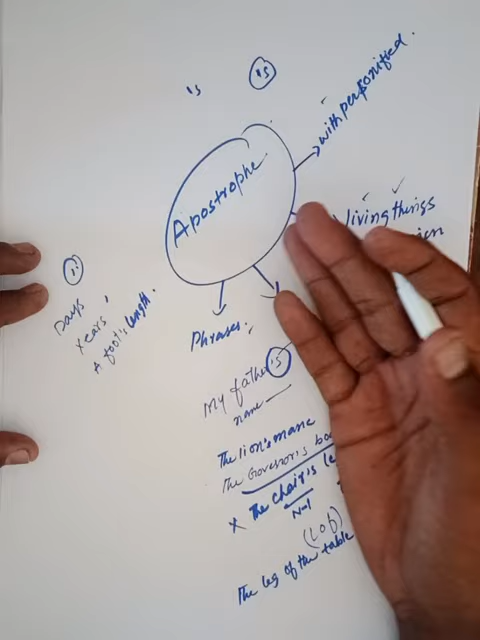 's 's
with personified.
Apostrophe
living things
Days
Years,
A foot's length.
Phrases.
My father's
name
The lion's mane
The Governor's
× The chair's
N-1
(Lof)
The leg of the table